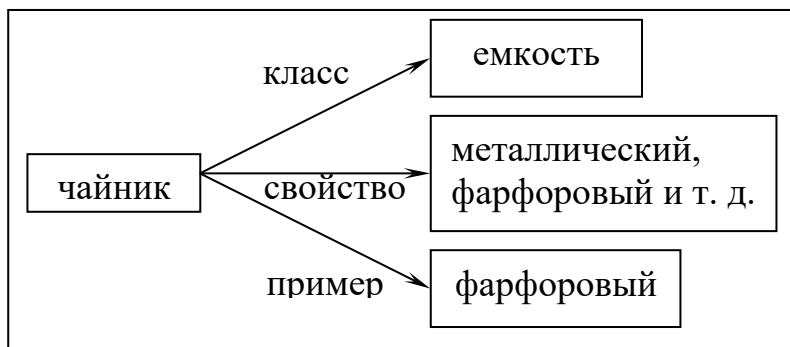 класс
емкость
чайник
свойство
металлический,
фарфоровый и т. д.
пример
фарфоровый